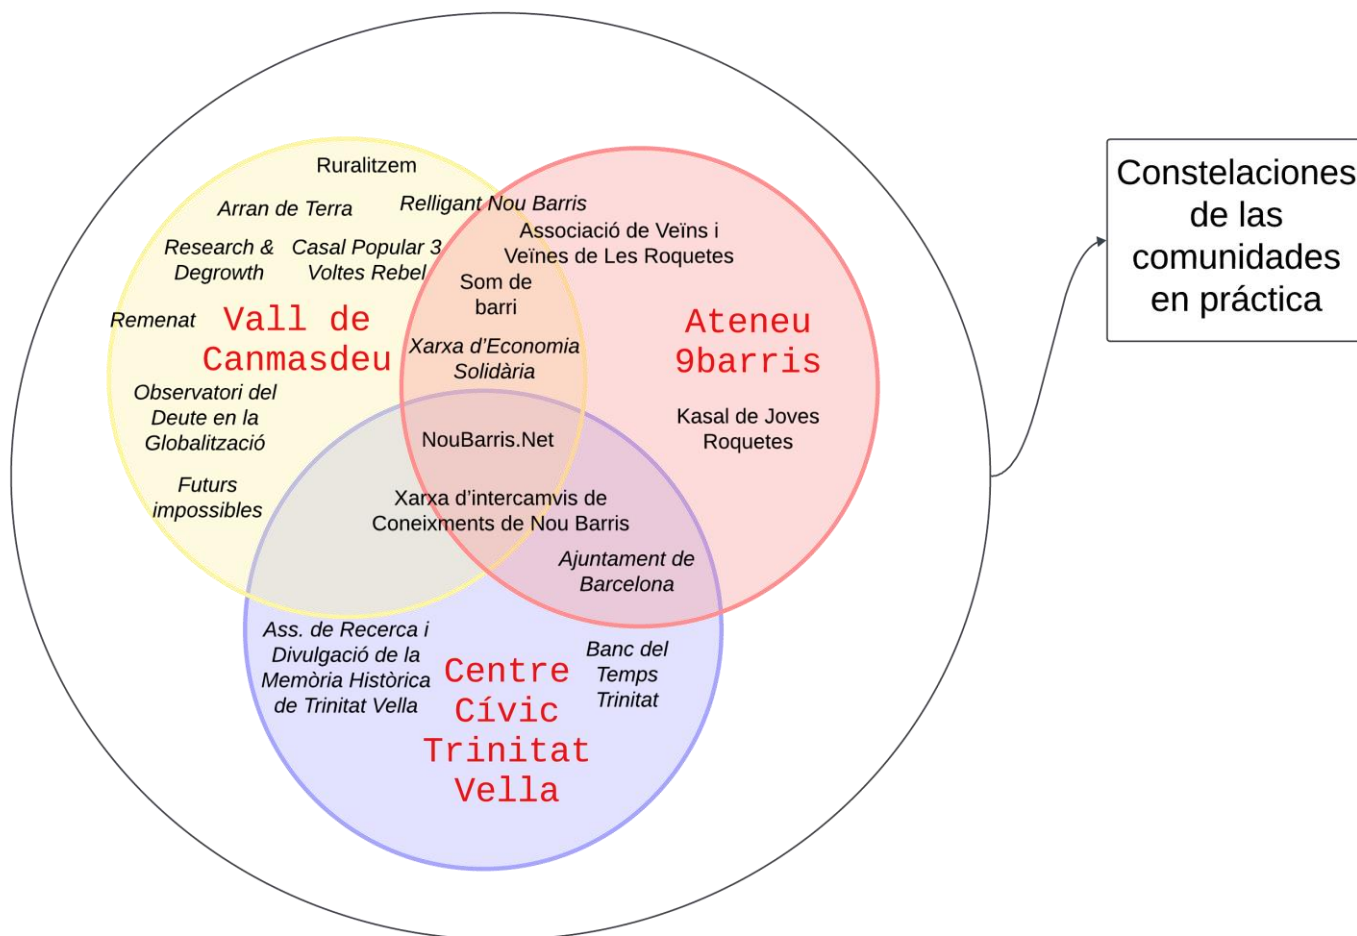 Ruralitzem
Arran de Terra
Relligant Nou Barris
Research &
Degrowth
Casal Popular 3
Voltes Rebel
Associació de Veïns i
Veïnes de Les Roquetes
Som de
barri
Remenat
Vall de
Canmasdeu
Xarxa d'Economia
Solidària
Ateneu
9barris
Observatori del
Deute en la
Globalització
NouBarris.Net
Kasal de Joves
Roquetes
Futurs
impossibles
Xarxa d'intercamvis de
Coneixments de Nou Barris
Ajuntament de
Barcelona
Ass. de Recerca i
Divulgació de la
Memòria Històrica
de Trinitat Vella
Centre
Cívic
Trinitat
Vella
Banc del
Temps
Trinitat
Constelaciones
de las
comunidades
en práctica